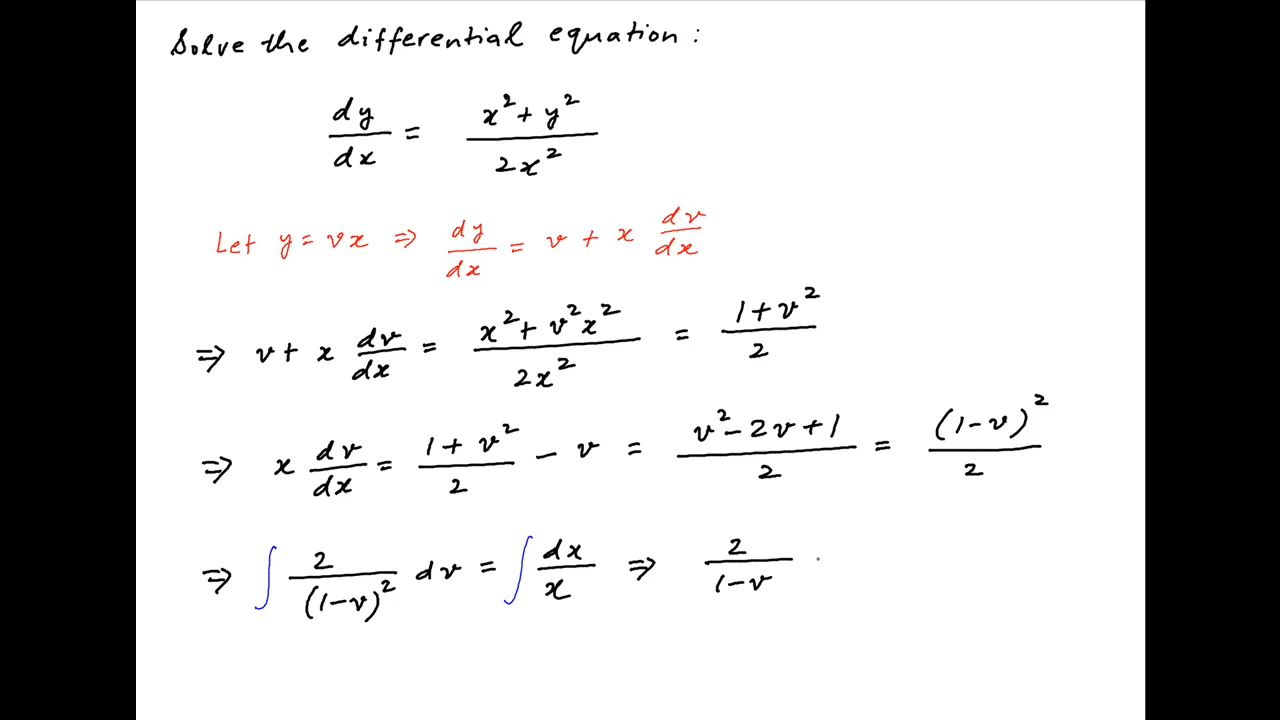 Solve the differential equation :
dy/dx = (x² + y²)/(2x²)
Let y = vx ⇒ dy/dx = v + x dv/dx
⇒ v + x dv/dx = (x² + v²x²)/(2x²) = (1 + v²)/2
⇒ x dv/dx = (1 + v²)/2 − v = (v² − 2v + 1)/2 = (1−v)²/2
⇒ ∫ 2/(1−v)² dv = ∫ dx/x ⇒ 2/(1−v)